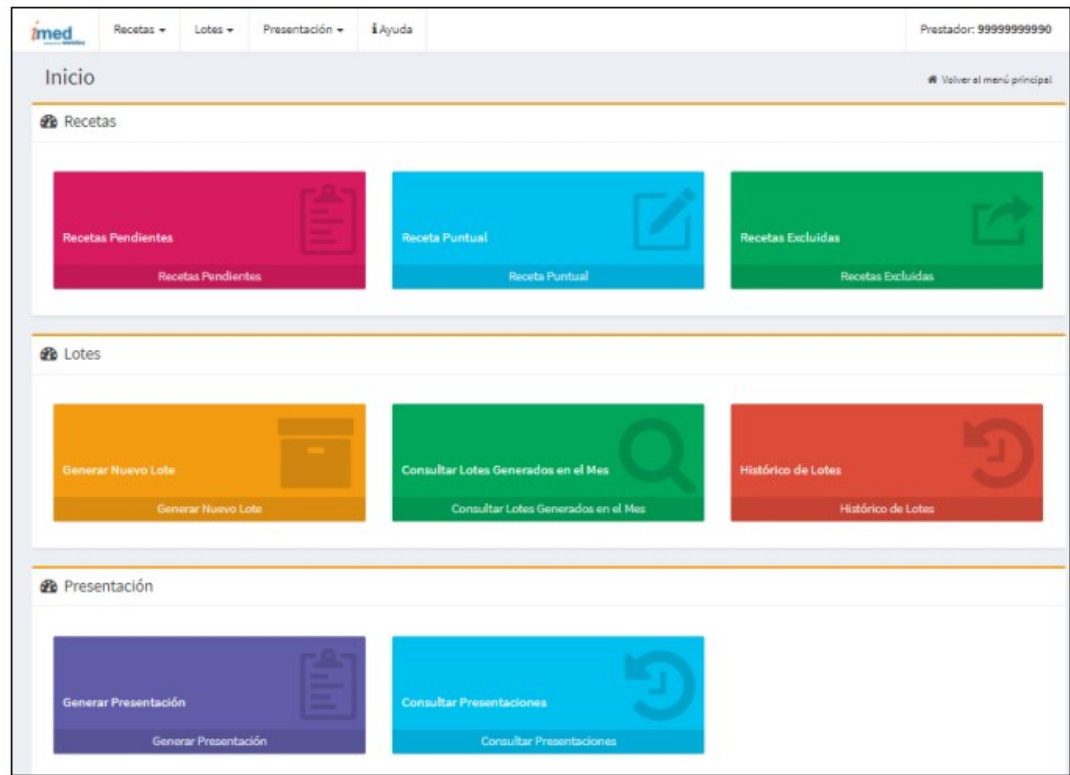 imed
Recetas Lotes Presentación i Ayuda Prestador: 99999999990
Inicio Volver al menú principal
Recetas
Recetas Pendientes Receta Puntual Recetas Excluidas
Recetas Pendientes Receta Puntual Recetas Excluidas
Lotes
Generar Nuevo Lote Consultar Lotes Generados en el Mes Histórico de Lotes
Generar Nuevo Lote Consultar Lotes Generados en el Mes Histórico de Lotes
Presentación
Generar Presentación Consultar Presentaciones
Generar Presentación Consultar Presentaciones